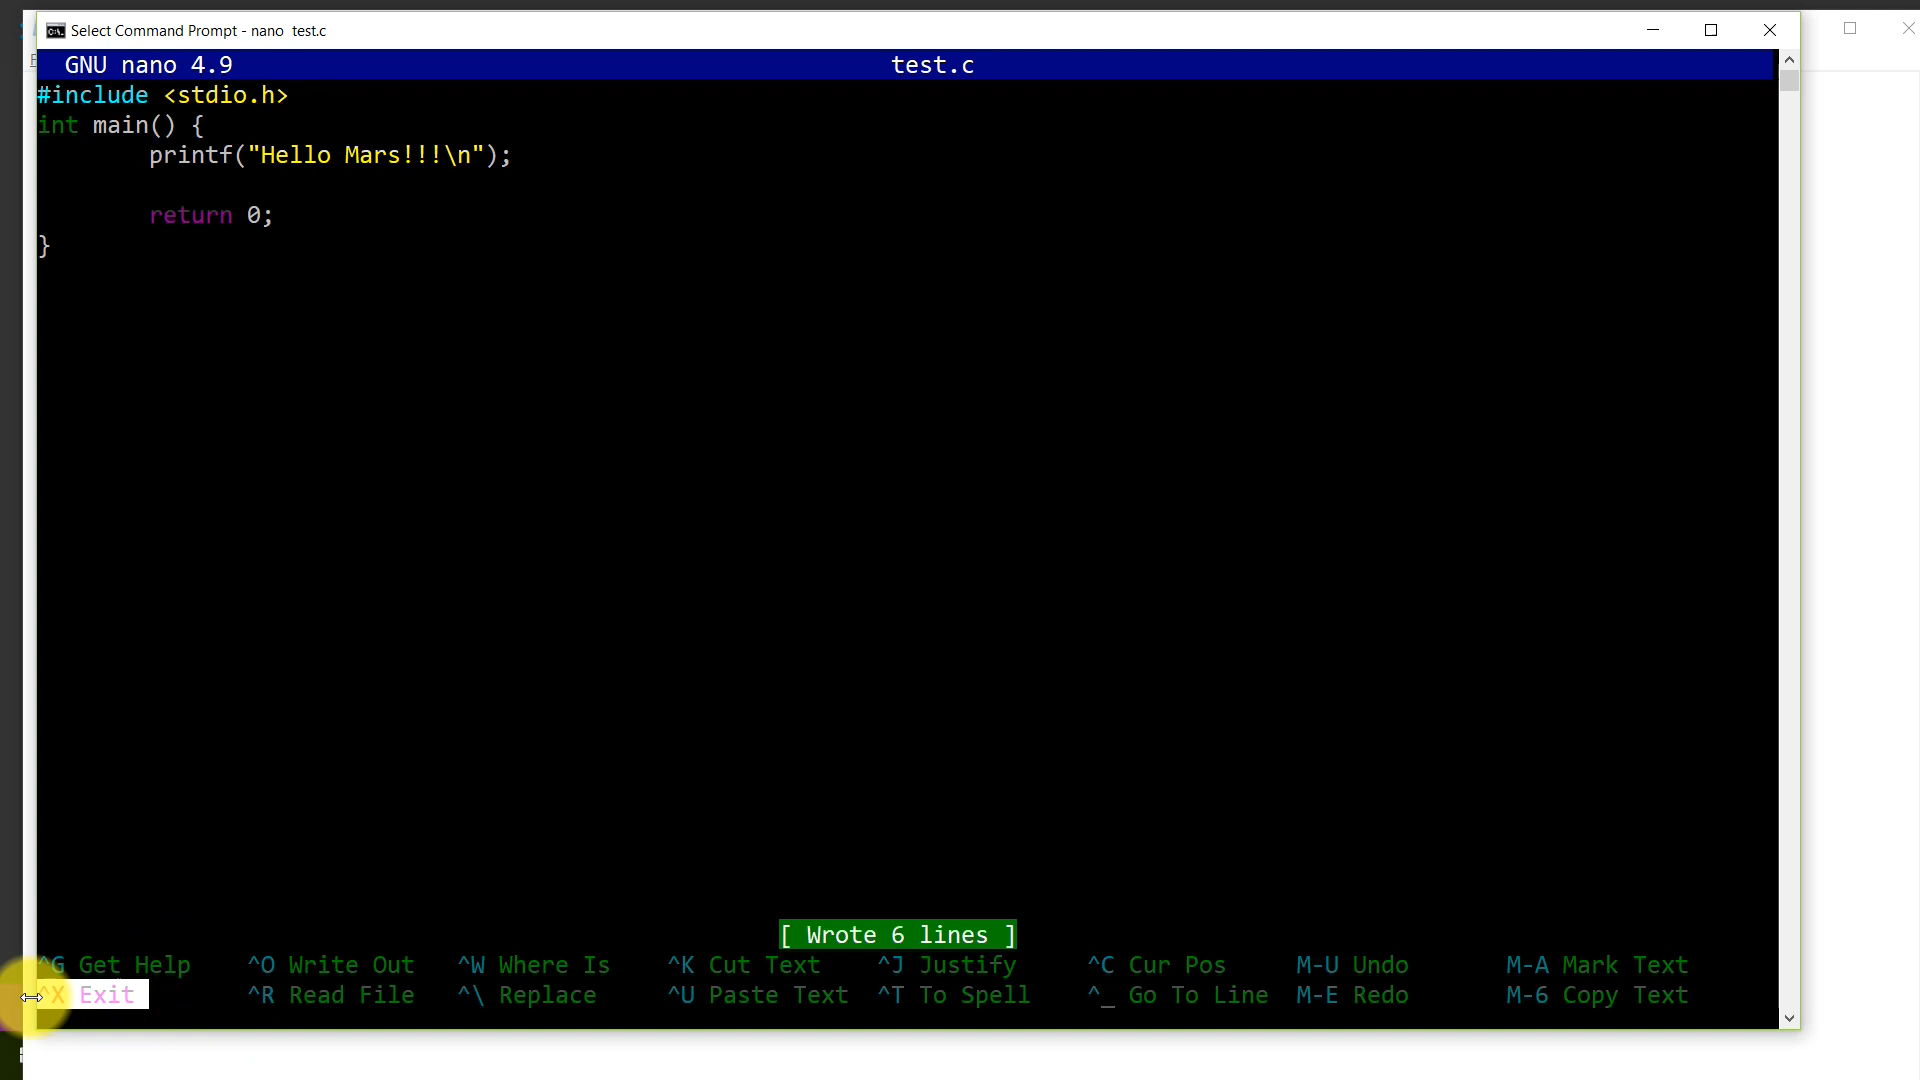 Select Command Prompt - nano  test.c
GNU nano 4.9 test.c
#include <stdio.h>
int main() {
        printf("Hello Mars!!!\n");
        return 0;
}
[ Wrote 6 lines ]
^G Get Help ^O Write Out ^W Where Is ^K Cut Text ^J Justify ^C Cur Pos M-U Undo M-A Mark Text
^X Exit ^R Read File ^\ Replace ^U Paste Text ^T To Spell ^_ Go To Line M-E Redo M-6 Copy Text